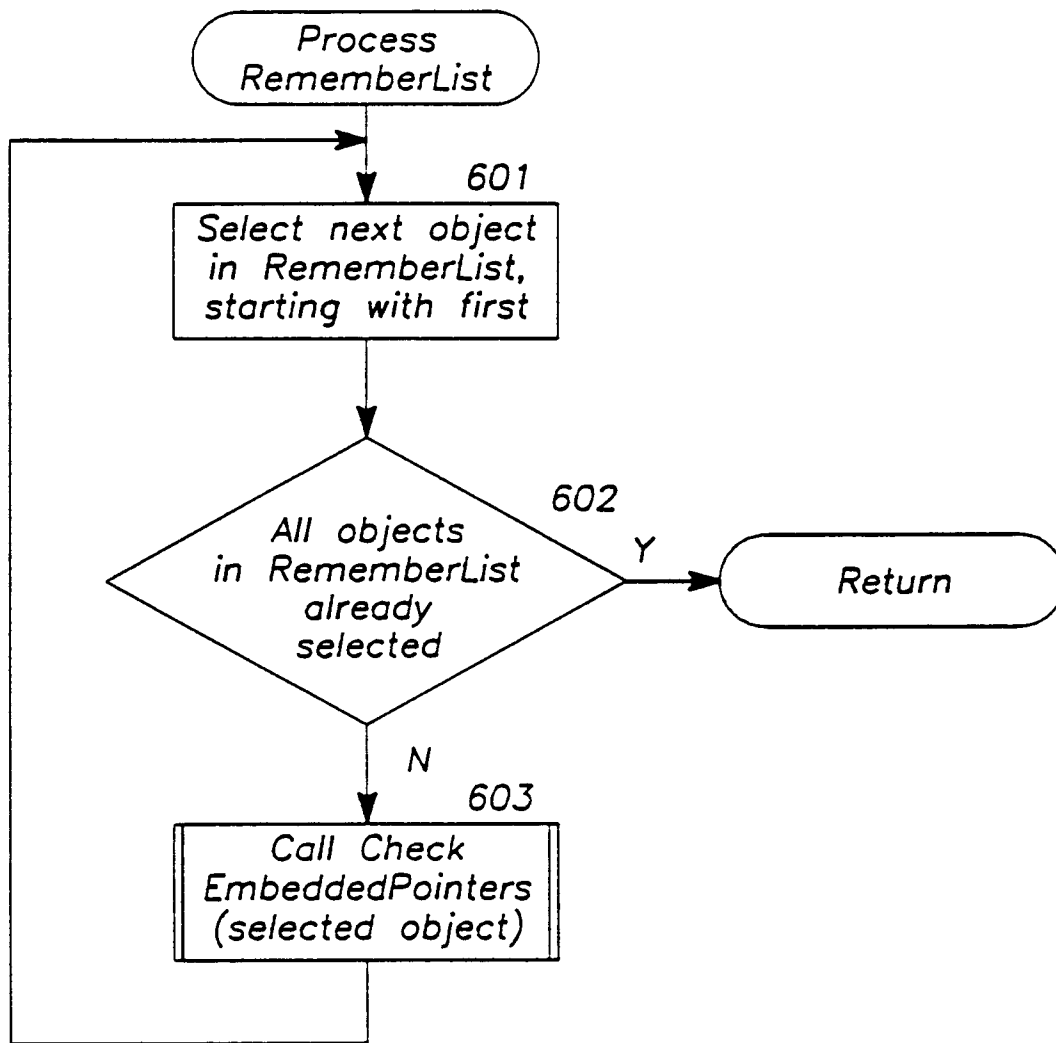 Process
RememberList
601
Select next object
in RememberList,
starting with first
602
All objects
in RememberList
already
selected
Y
Return
N
603
Call Check
EmbeddedPointers
(selected object)